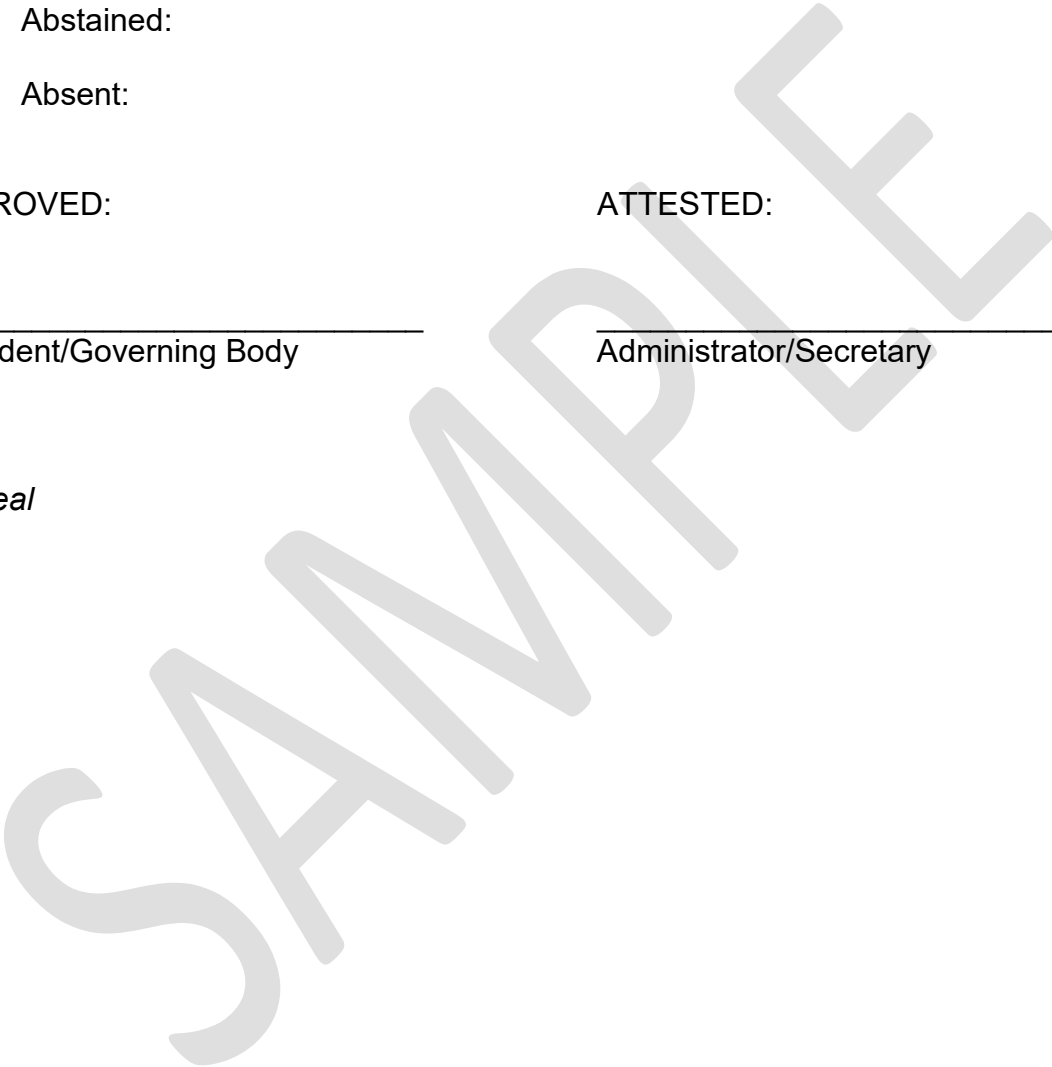 Abstained:
Absent:
ROVED: ATTESTED:
dent/Governing Body Administrator/Secretary
eal
SAMPLE